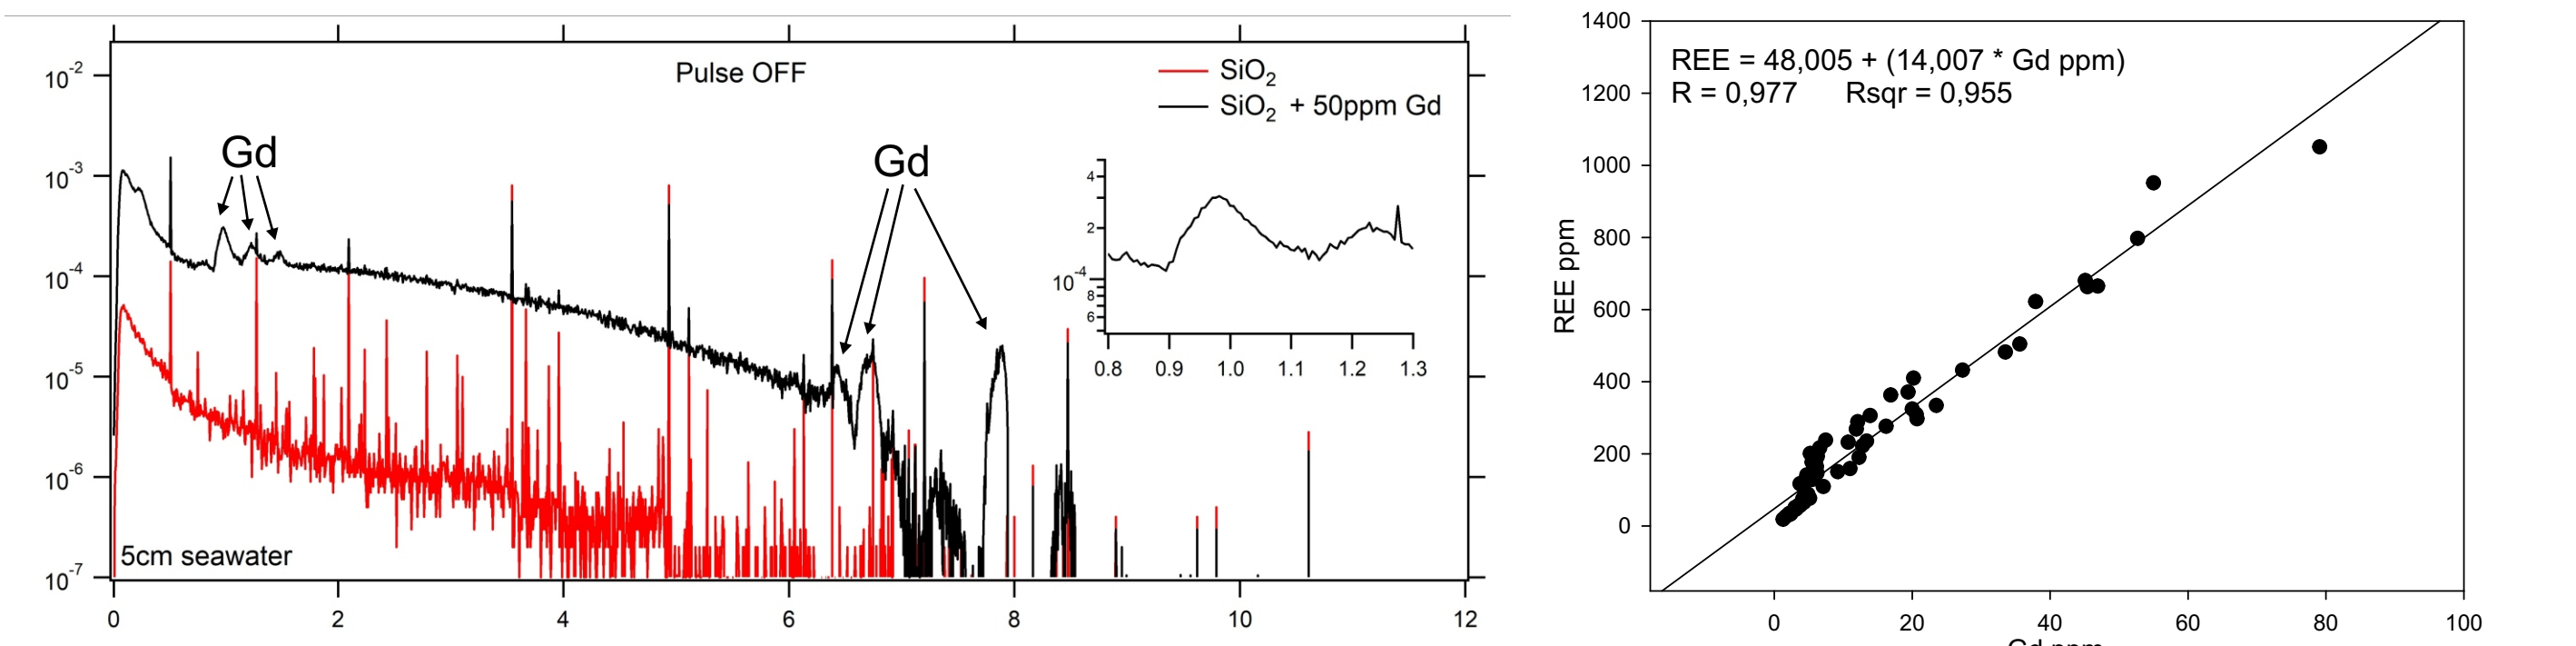 Pulse OFF
SiO2
SiO2 + 50ppm Gd
10-2
10-3
10-4
10-5
10-6
10-7
Gd
Gd
4
2
10-4
8
6
0.8 0.9 1.0 1.1 1.2 1.3
5cm seawater
0 2 4 6 8 10 12
REE = 48,005 + (14,007 * Gd ppm)
R = 0,977 Rsqr = 0,955
REE ppm
1400
1200
1000
800
600
400
200
0
0 20 40 60 80 100
Gd ppm